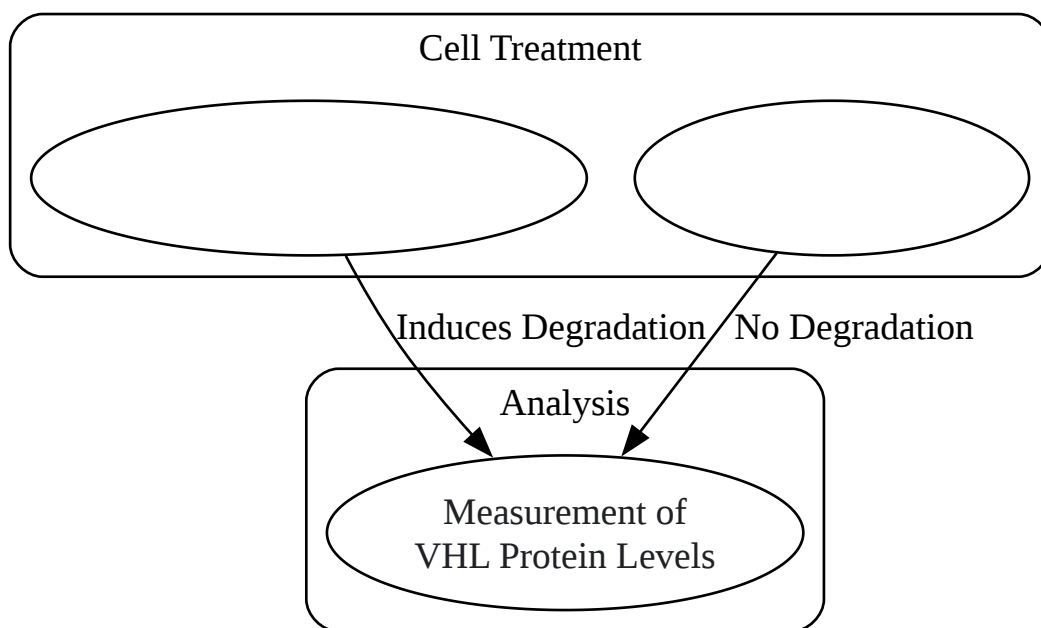 Cell Treatment
Induces Degradation
No Degradation
Analysis
Measurement of
VHL Protein Levels